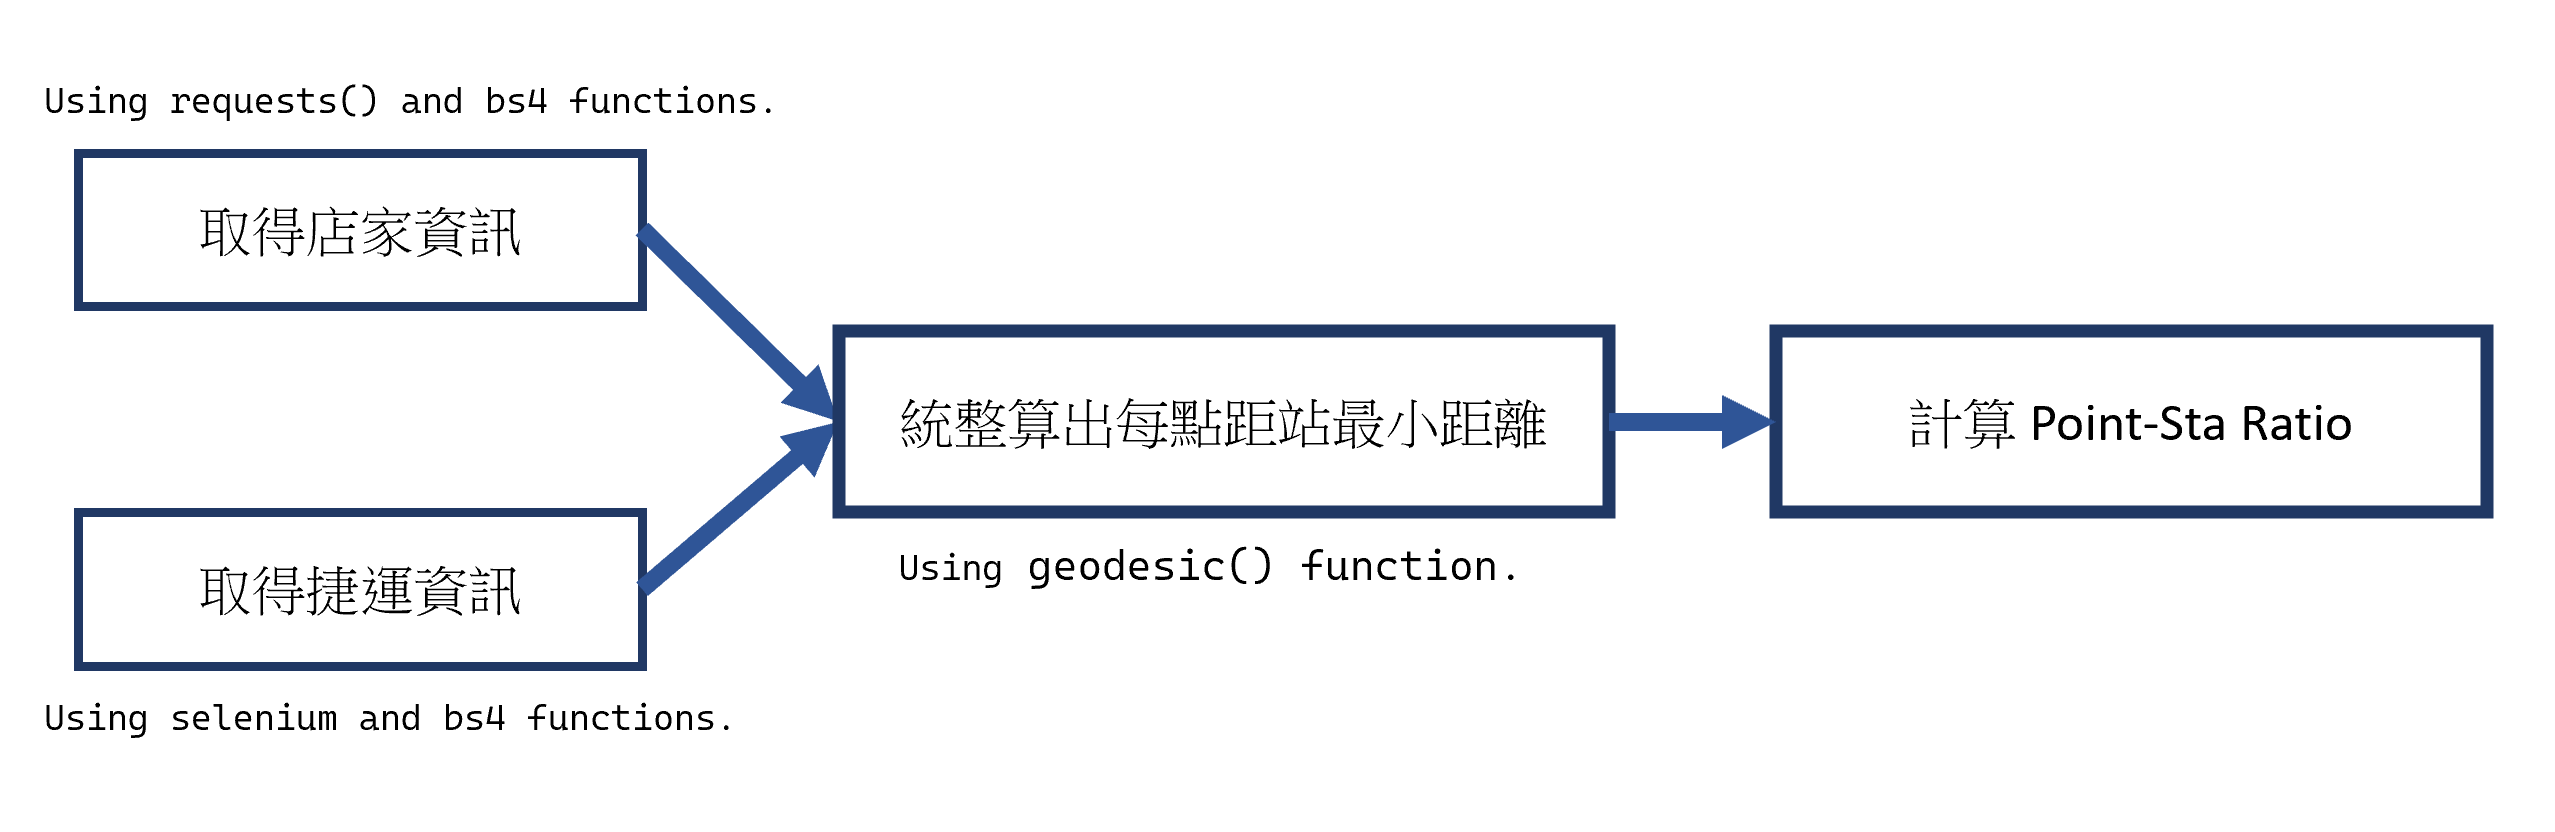 Using requests() and bs4 functions.
取得店家資訊
取得捷運資訊
Using selenium and bs4 functions.
統整算出每點距站最小距離
Using geodesic() function.
計算 Point-Sta Ratio